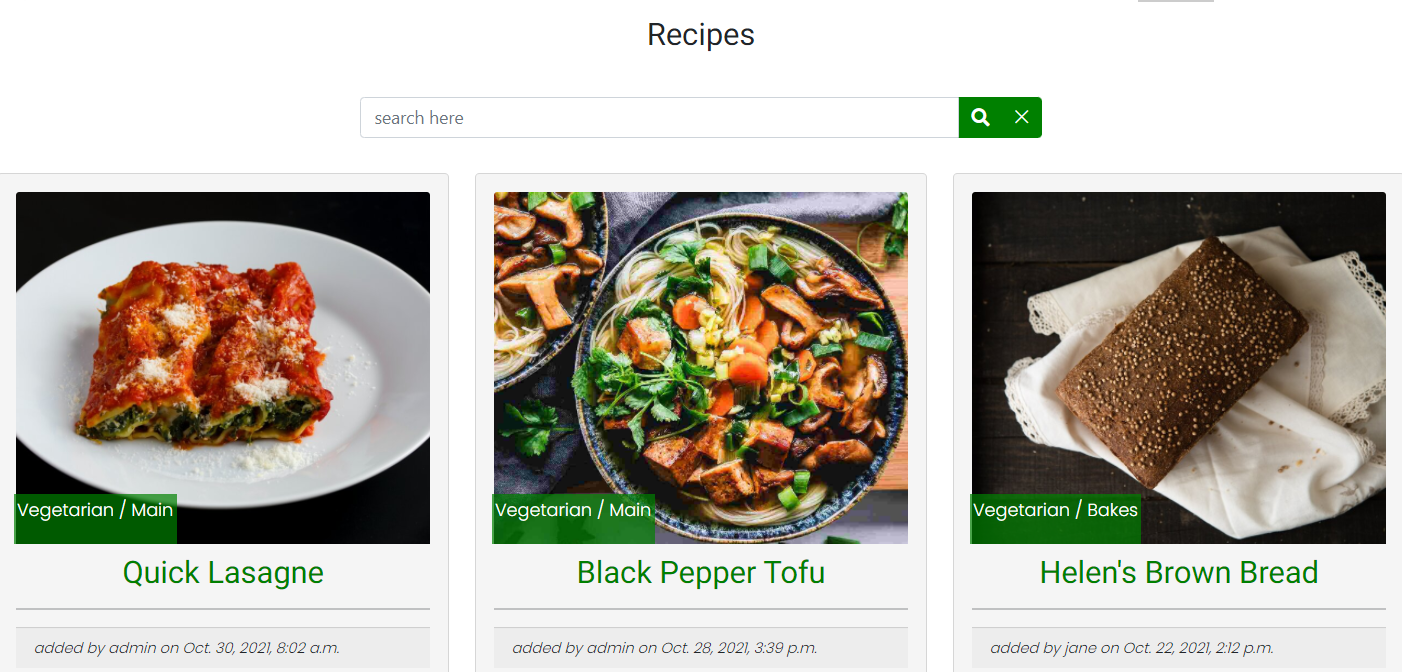 Recipes
search here
Vegetarian / Main
Vegetarian / Main
Vegetarian / Bakes
Quick Lasagne
Black Pepper Tofu
Helen's Brown Bread
added by admin on Oct. 30, 2021, 8:02 a.m.
added by admin on Oct. 28, 2021, 3:39 p.m.
added by jane on Oct. 22, 2021, 2:12 p.m.